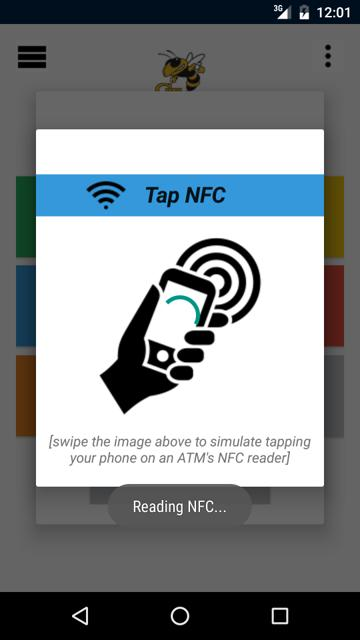 3G
12:01
Tap NFC
[swipe the image above to simulate tapping
your phone on an ATM's NFC reader]
Reading NFC...